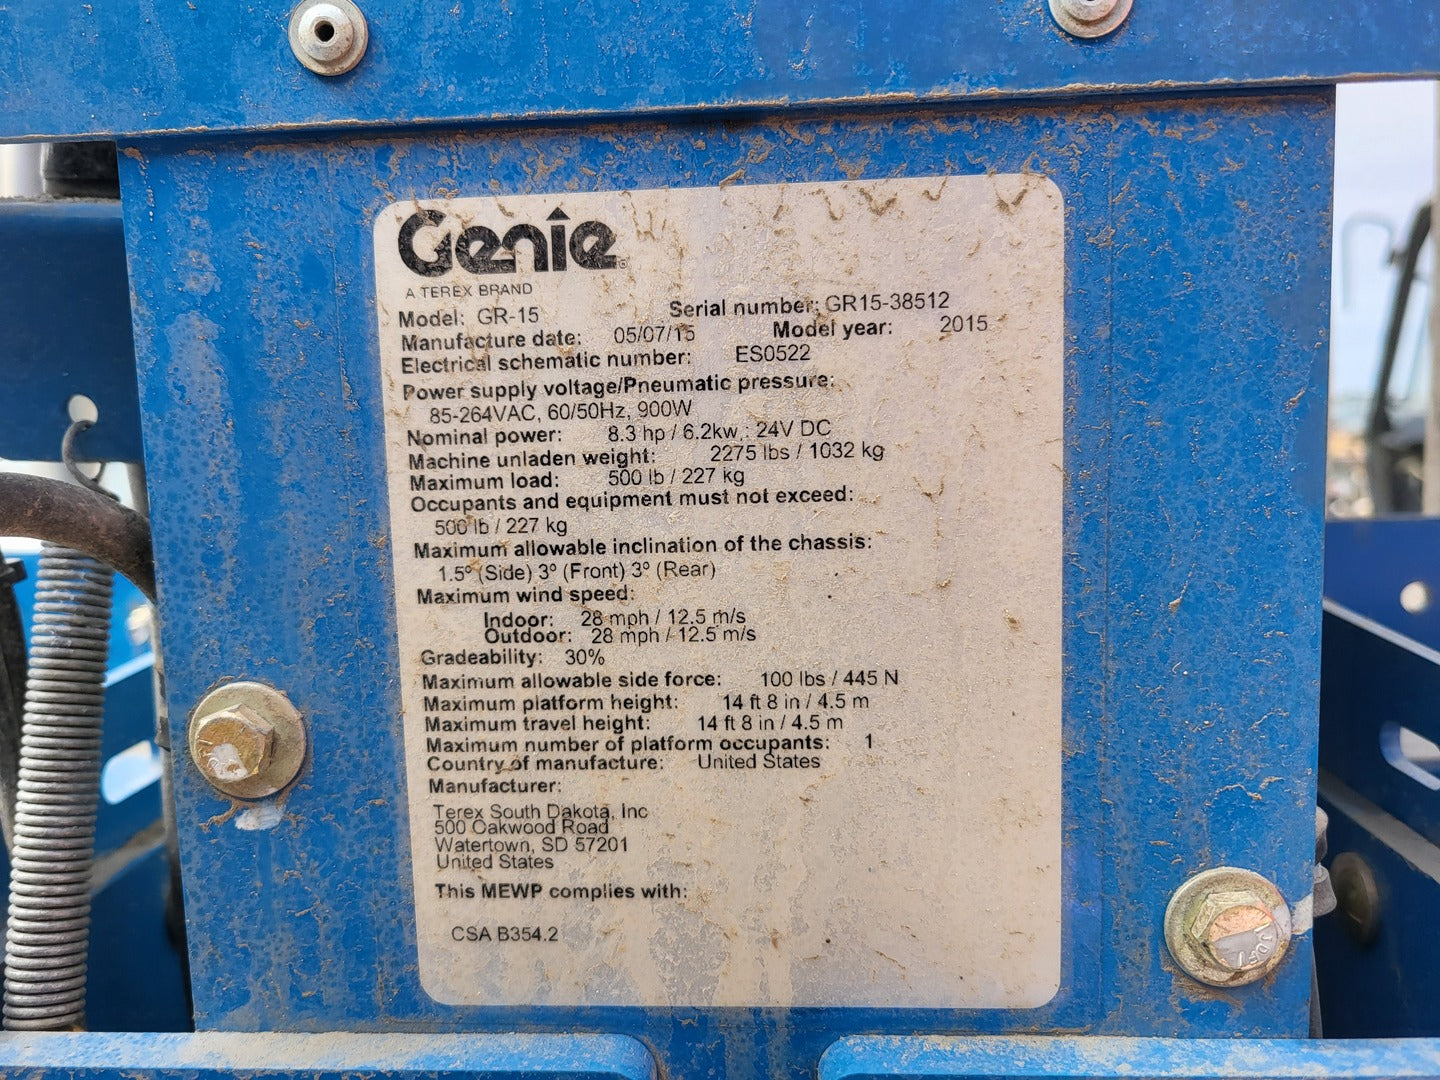 Genie
A TEREX BRAND
Model: GR-15 Serial number: GR15-38512
Manufacture date: 05/07/15 Model year: 2015
Electrical schematic number: ES0522
Power supply voltage/Pneumatic pressure:
85-264VAC, 60/50Hz, 900W
Nominal power: 8.3 hp / 6.2kw,: 24V DC
Machine unladen weight: 2275 lbs / 1032 kg
Maximum load: 500 lb / 227 kg
Occupants and equipment must not exceed:
500 lb / 227 kg
Maximum allowable inclination of the chassis:
1.5º (Side) 3º (Front) 3º (Rear)
Maximum wind speed:
Indoor: 28 mph / 12.5 m/s
Outdoor: 28 mph / 12.5 m/s
Gradeability: 30%
Maximum allowable side force: 100 lbs / 445 N
Maximum platform height: 14 ft 8 in / 4.5 m
Maximum travel height: 14 ft 8 in / 4.5 m
Maximum number of platform occupants: 1
Country of manufacture: United States
Manufacturer:
Terex South Dakota, Inc
500 Oakwood Road
Watertown, SD 57201
United States
This MEWP complies with:
CSA B354.2